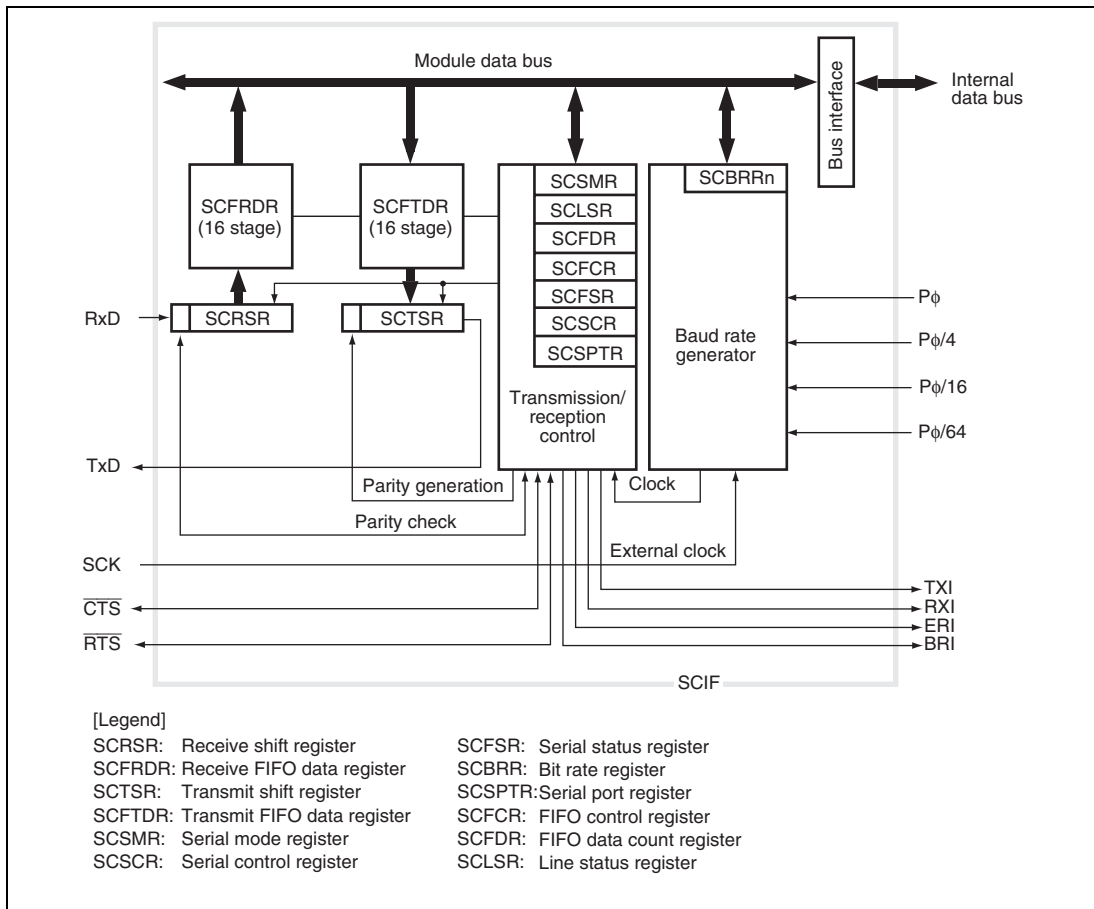 Module data bus
Bus interface
Internal
data bus
SCFRDR
(16 stage)
SCFTDR
(16 stage)
SCSMR
SCLSR
SCFDR
SCFCR
SCFSR
SCSCR
SCSPTR
Transmission/
reception
control
SCBRRn
Baud rate
generator
RxD
SCRSR
SCTSR
Pφ
Pφ/4
Pφ/16
Pφ/64
TxD
Parity generation
Clock
Parity check
SCK
External clock
CTS
RTS
TXI
RXI
ERI
BRI
SCIF
[Legend]
SCRSR: Receive shift register
SCFRDR: Receive FIFO data register
SCTSR: Transmit shift register
SCFTDR: Transmit FIFO data register
SCSMR: Serial mode register
SCSCR: Serial control register
SCFSR: Serial status register
SCBRR: Bit rate register
SCSPTR: Serial port register
SCFCR: FIFO control register
SCFDR: FIFO data count register
SCLSR: Line status register